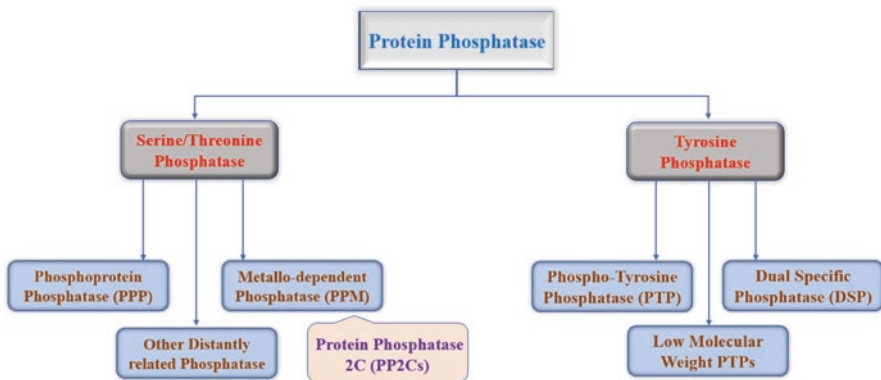 Protein Phosphatase
Serine/Threonine
Phosphatase
Tyrosine
Phosphatase
Phosphoprotein
Phosphatase (PPP)
Metallo-dependent
Phosphatase (PPM)
Other Distantly
related Phosphatase
Protein Phosphatase
2C (PP2Cs)
Phospho-Tyrosine
Phosphatase (PTP)
Dual Specific
Phosphatase (DSP)
Low Molecular
Weight PTPs